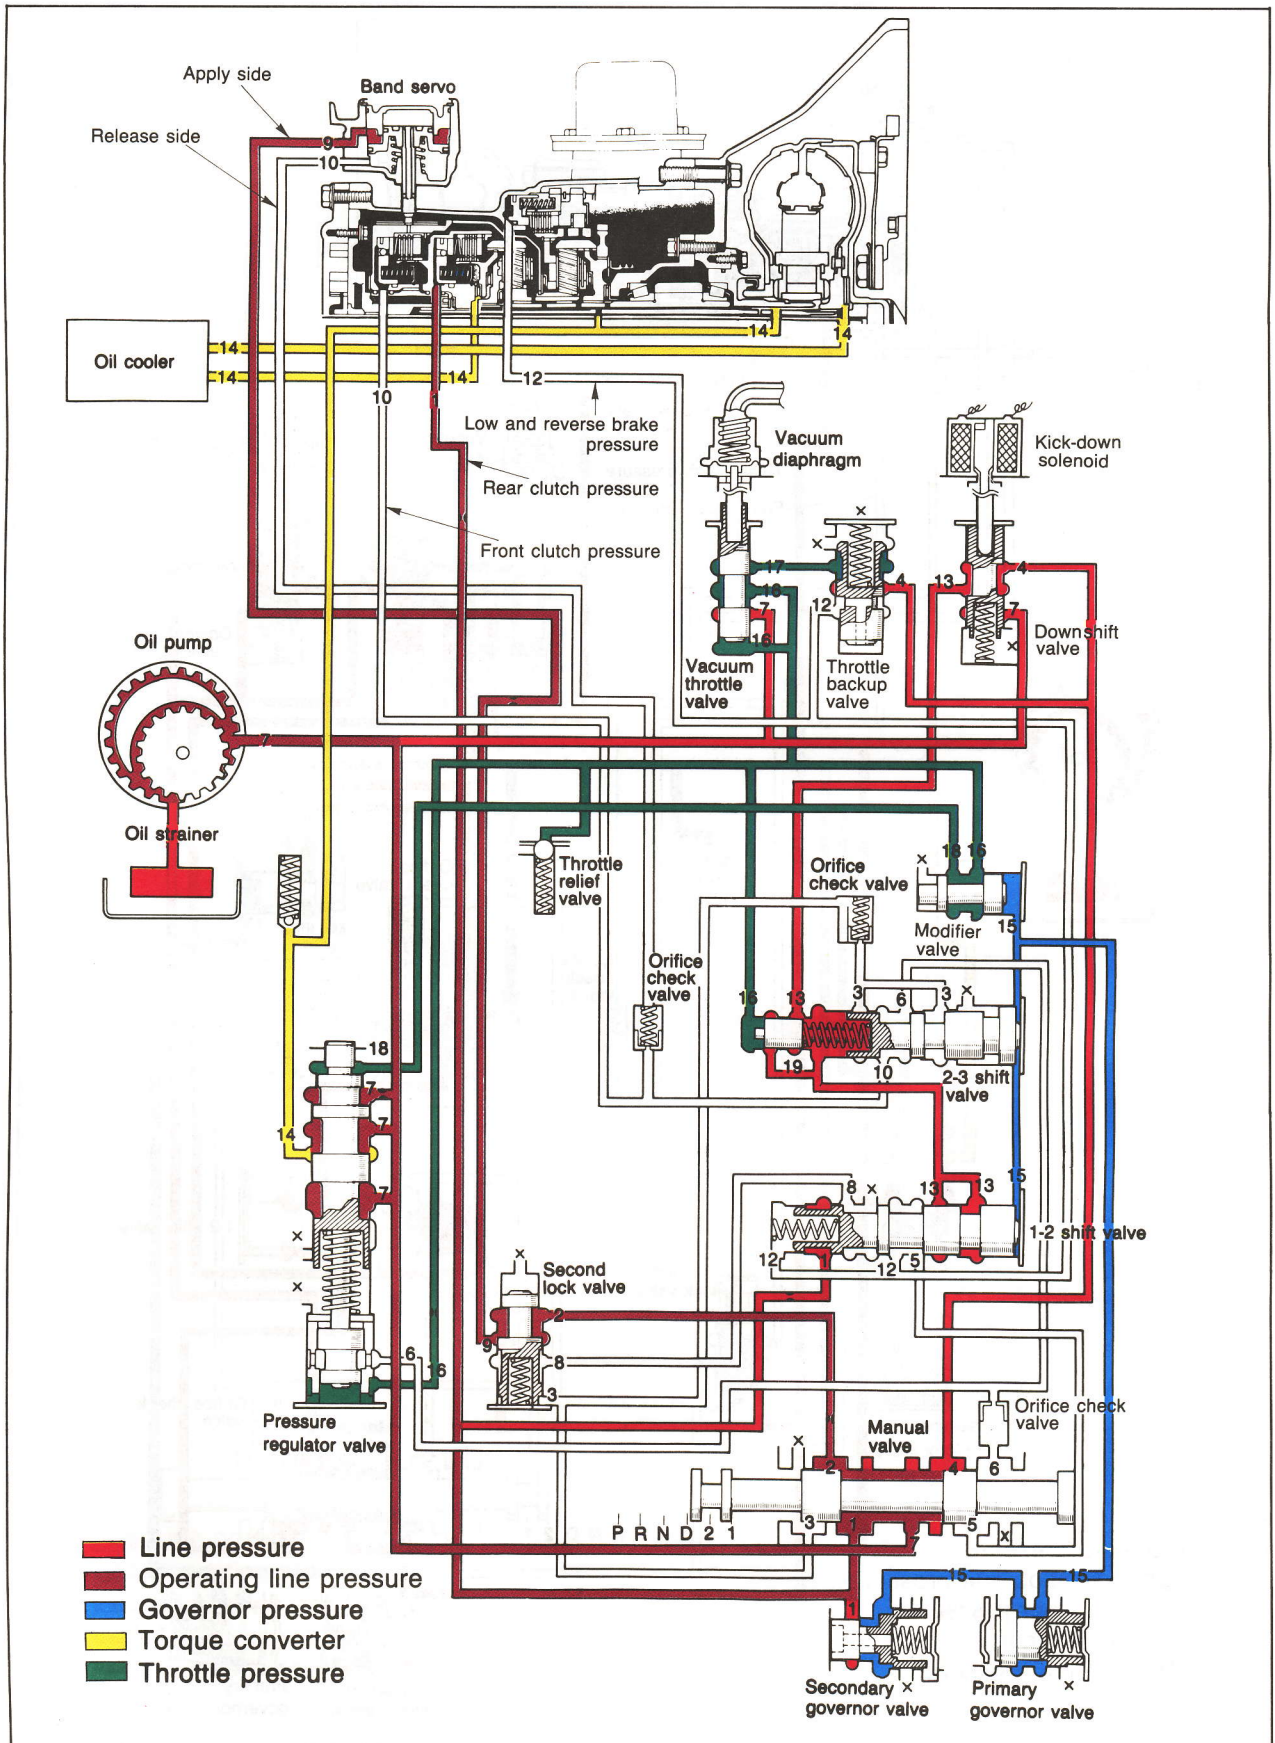 Apply side
Band servo
Release side
9
10
14
14
Oil cooler
14
14
14
12
10
1
Low and reverse brake
pressure
Vacuum
diaphragm
Kick-down
solenoid
Rear clutch pressure
Front clutch pressure
x
x
17
4
13
4
16
7
12
7
16
x
Oil pump
Downshift
valve
Vacuum
throttle
valve
Throttle
backup
valve
7
Oil strainer
Throttle
relief
valve
Orifice
check valve
18
16
x
Modifier
valve
15
Orifice
check
valve
16
13
3
6
3
x
18
19
10
2-3 shift
valve
7
7
14
7
8
x
13
13
15
1-2 shift valve
x
12
1
12
5
x
x
Second
lock valve
2
9
6
8
16
3
Pressure
regulator valve
Orifice check
valve
Manual
valve
x
2
4
6
P R N D 2 1
3
1
5
x
7
Line pressure
Operating line pressure
Governor pressure
Torque converter
Throttle pressure
15
15
1
Secondary
governor valve
x
Primary
governor valve
x